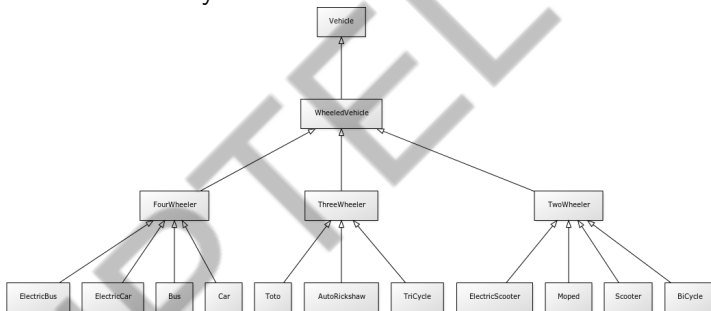 Vehicle
WheeledVehicle
FourWheeler ThreeWheeler TwoWheeler
ElectricBus ElectricCar Bus Car Toto AutoRickshaw TriCycle ElectricScooter Moped Scooter BiCycle